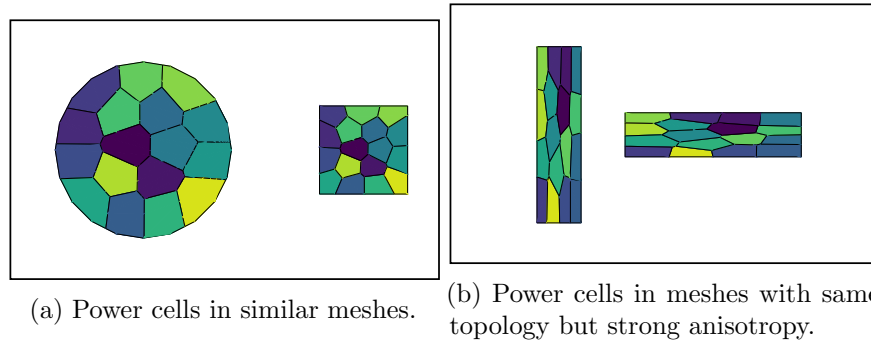 (a) Power cells in similar meshes.
(b) Power cells in meshes with same
topology but strong anisotropy.